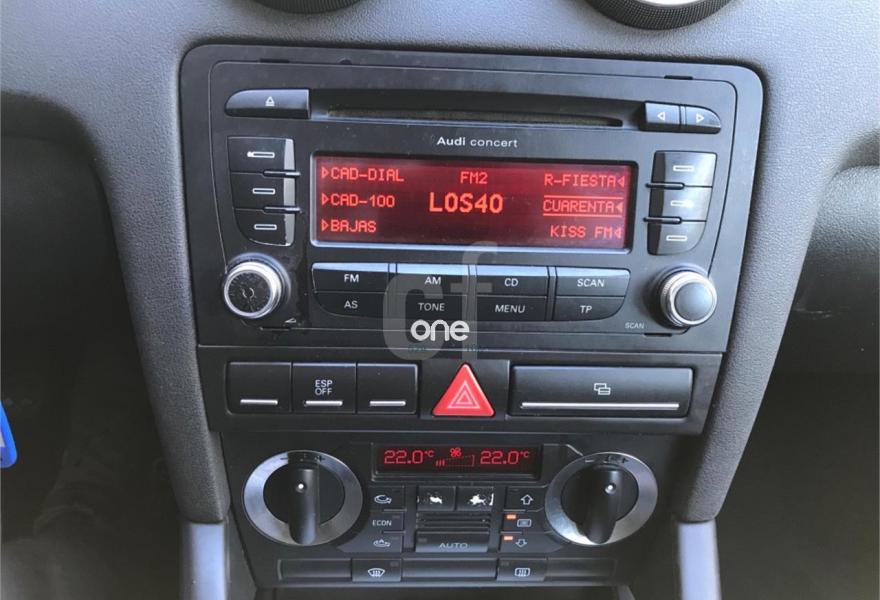 Audi concert
CAD-DIAL FM2 R-FIESTA
CAD-100 LOS40 CUARENTA
BAJAS KISS FM
FM AM CD SCAN
AS TONE MENU TP
SCAN
cf
one
ESP
OFF
22.0°C 22.0°C
ECON
AUTO